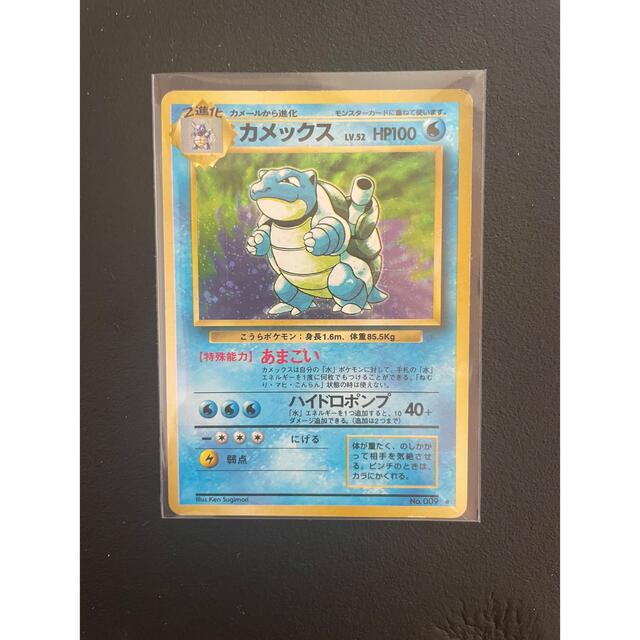 2進化 カメールから進化 モンスターカードに重ねて使います。
カメックス LV.52 HP100
こうらポケモン:身長1.6m、体重85.5Kg
【特殊能力】あまごい
カメックスは自分の「水」ポケモンに対して、手札の「水」
エネルギーを1度に何枚でもつけることができる。「ねむ
り・マヒ・こんらん」状態の時は使えない。
ハイドロポンプ 40+
「水」エネルギーを1つ追加すると、10
ダメージ追加できる。(追加は2つまで)
にげる
弱点
体が重たく、のしかか
って相手を気絶させ
る。ピンチのときは、
カラにかくれる。
Illus. Ken Sugimori No. 009